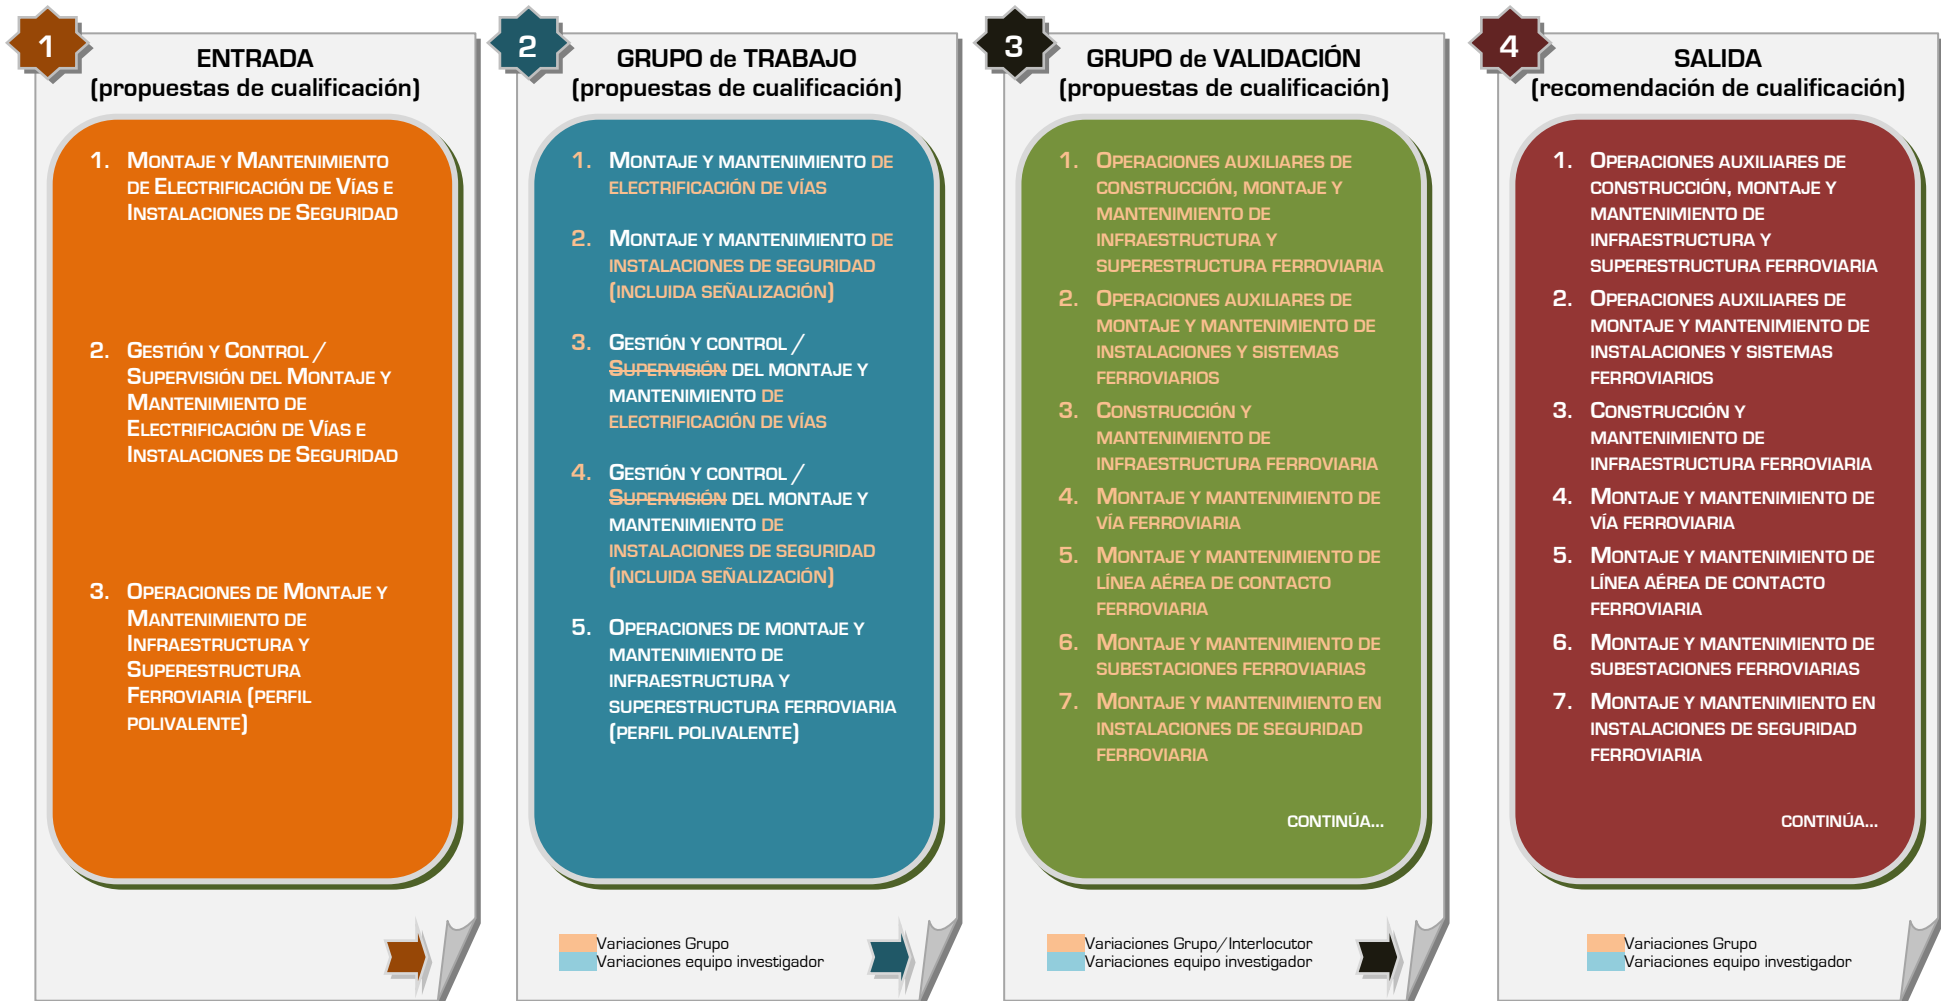 1
ENTRADA
(propuestas de cualificación)
1. Montaje y Mantenimiento
de Electrificación de Vías e
Instalaciones de Seguridad
2. Gestión y Control /
Supervisión del Montaje y
Mantenimiento de
Electrificación de Vías e
Instalaciones de Seguridad
3. Operaciones de Montaje y
Mantenimiento de
Infraestructura y
Superestructura
Ferroviaria (perfil
polivalente)
2
GRUPO de TRABAJO
(propuestas de cualificación)
1. Montaje y mantenimiento de
electrificación de vías
2. Montaje y mantenimiento de
instalaciones de seguridad
(incluida señalización)
3. Gestión y control /
Supervisión del montaje y
mantenimiento de
electrificación de vías
4. Gestión y control /
Supervisión del montaje y
mantenimiento de
instalaciones de seguridad
(incluida señalización)
5. Operaciones de montaje y
mantenimiento de
infraestructura y
superestructura ferroviaria
(perfil polivalente)
Variaciones Grupo
Variaciones equipo investigador
3
GRUPO de VALIDACIÓN
(propuestas de cualificación)
1. Operaciones auxiliares de
construcción, montaje y
mantenimiento de
infraestructura y
superestructura ferroviaria
2. Operaciones auxiliares de
montaje y mantenimiento de
instalaciones y sistemas
ferroviarios
3. Construcción y
mantenimiento de
infraestructura ferroviaria
4. Montaje y mantenimiento de
vía ferroviaria
5. Montaje y mantenimiento de
línea aérea de contacto
ferroviaria
6. Montaje y mantenimiento de
subestaciones ferroviarias
7. Montaje y mantenimiento en
instalaciones de seguridad
ferroviaria
continúa...
Variaciones Grupo/Interlocutor
Variaciones equipo investigador
4
SALIDA
(recomendación de cualificación)
1. Operaciones auxiliares de
construcción, montaje y
mantenimiento de
infraestructura y
superestructura ferroviaria
2. Operaciones auxiliares de
montaje y mantenimiento de
instalaciones y sistemas
ferroviarios
3. Construcción y
mantenimiento de
infraestructura ferroviaria
4. Montaje y mantenimiento de
vía ferroviaria
5. Montaje y mantenimiento de
línea aérea de contacto
ferroviaria
6. Montaje y mantenimiento de
subestaciones ferroviarias
7. Montaje y mantenimiento en
instalaciones de seguridad
ferroviaria
continúa...
Variaciones Grupo
Variaciones equipo investigador